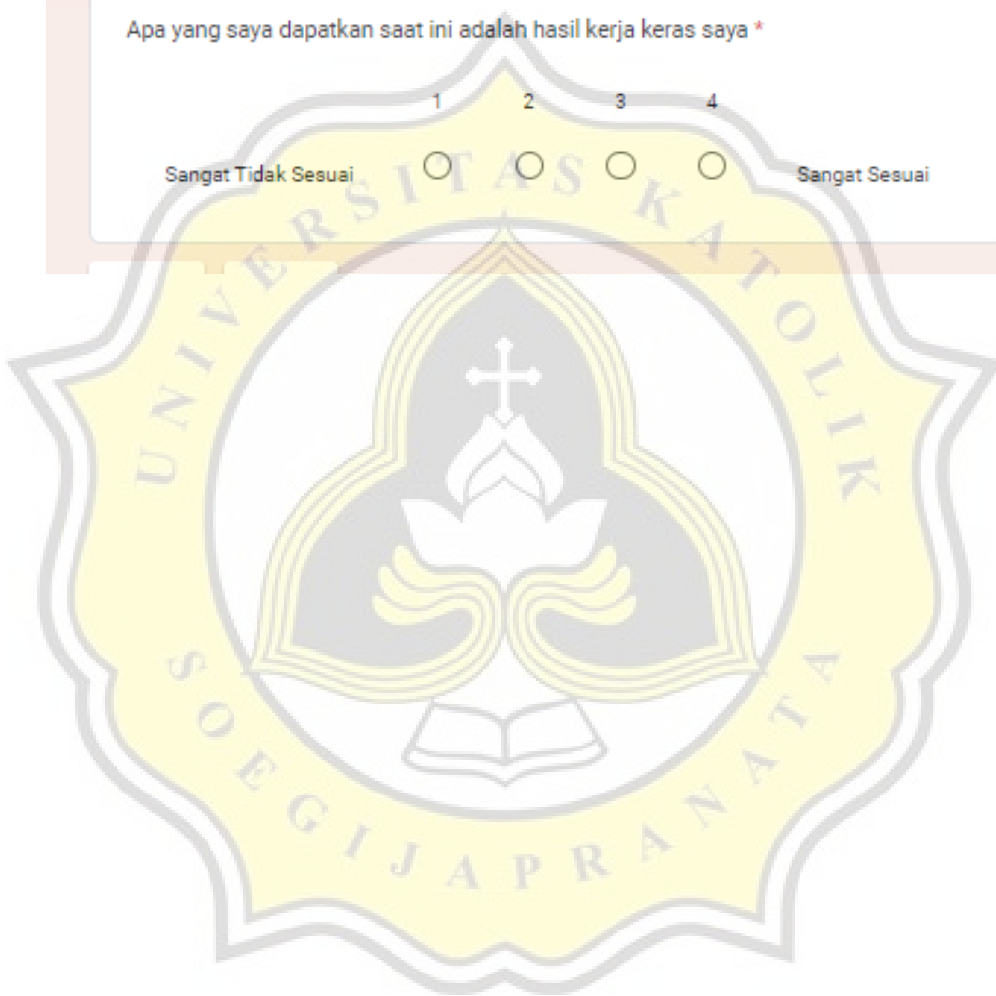 Apa yang saya dapatkan saat ini adalah hasil kerja keras saya *
1 2 3 4
Sangat Tidak Sesuai Sangat Sesuai
UNIVERSITAS KATOLIK
SOEGIJAPRANATA